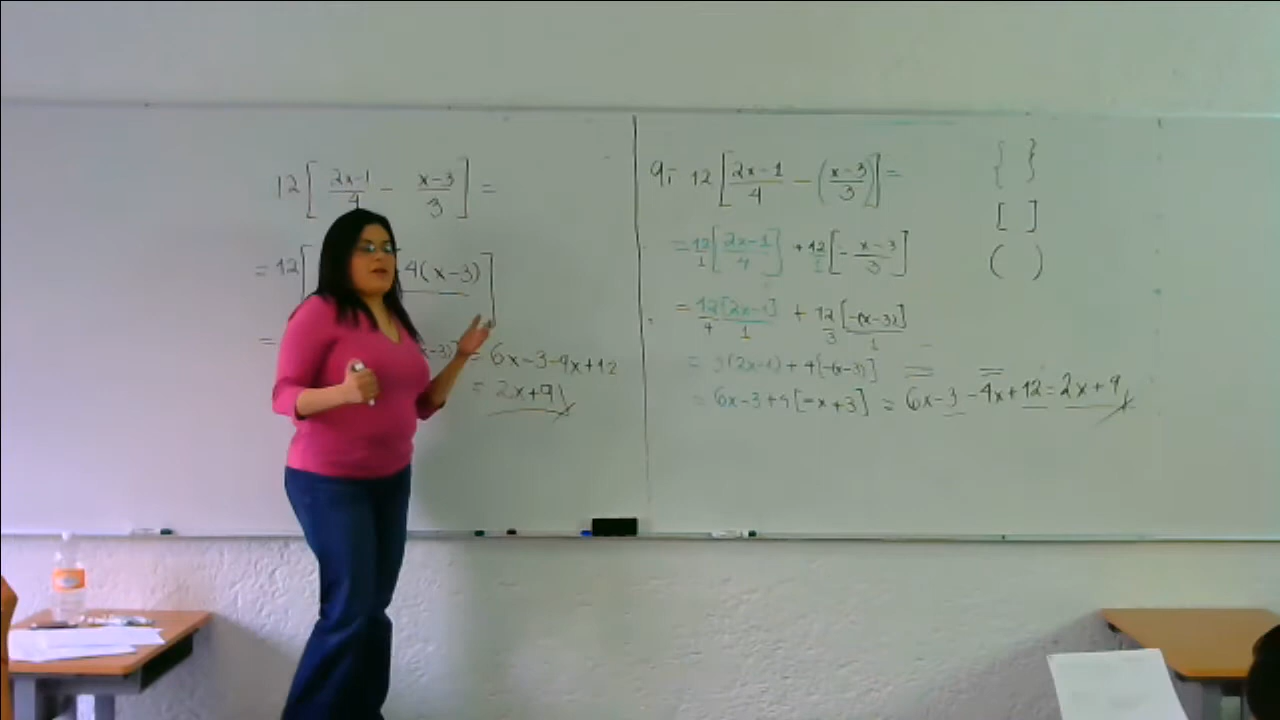 12[ 2x-1/4 - x-3/3 ] =
= 12[ 4(x-3) ]
= x-3)] = 6x-3-4x+12
= 2x+9
9, 12[ 2x-1/4 - (x-3/3) ] =
= 12/1 [ 2x-1/4 ] + 12/1 [ - x-3/3 ]
= 12/4 [2x-1]/1 + 12/3 [-(x-3)]/1
= 3(2x-1) + 4[-(x-3)]
= 6x-3+4[-x+3] = 6x-3-4x+12 = 2x+9
{ }
[ ]
( )